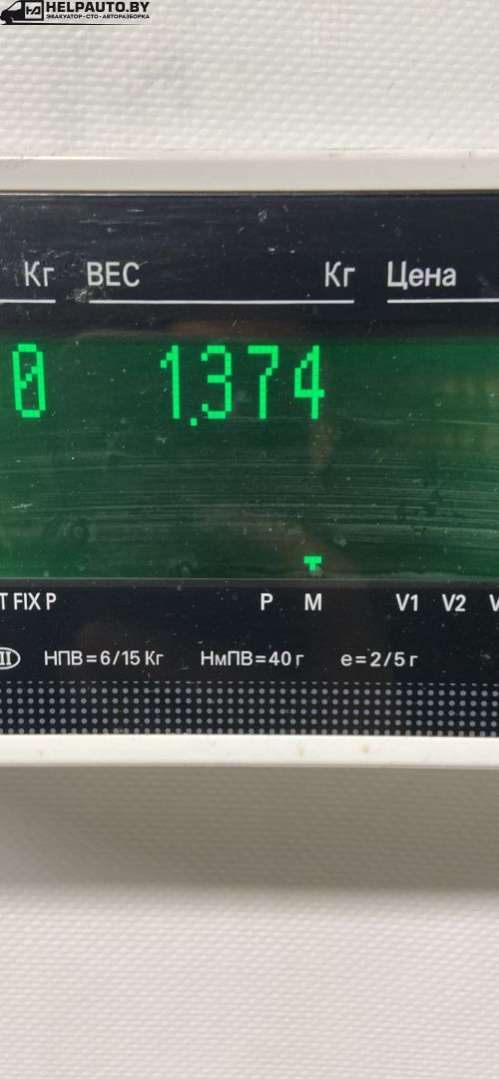 HELPAUTO.BY
ЭВАКУАТОР•СТО•АВТОРАЗБОРКА
Кг ВЕС Кг Цена
0 1.374
T FIX P P M V1 V2 V
III НПВ=6/15 Кг НмПВ=40 г е=2/5 г